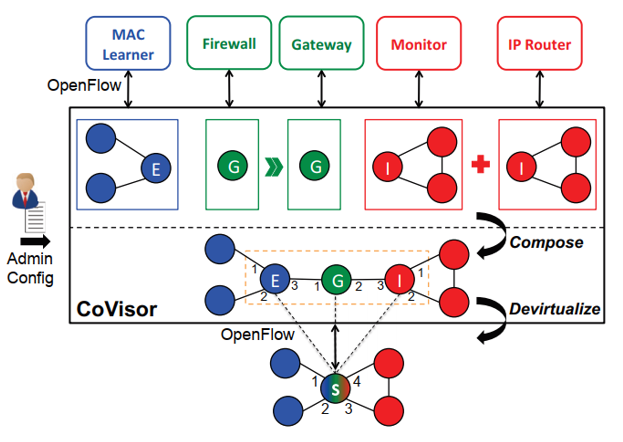 MAC
Learner
Firewall
Gateway
Monitor
IP Router
OpenFlow
E
G
G
I
I
Admin
Config
Compose
1
2
E
3
1
G
2
3
I
1
2
CoVisor
Devirtualize
OpenFlow
1
2
S
4
3